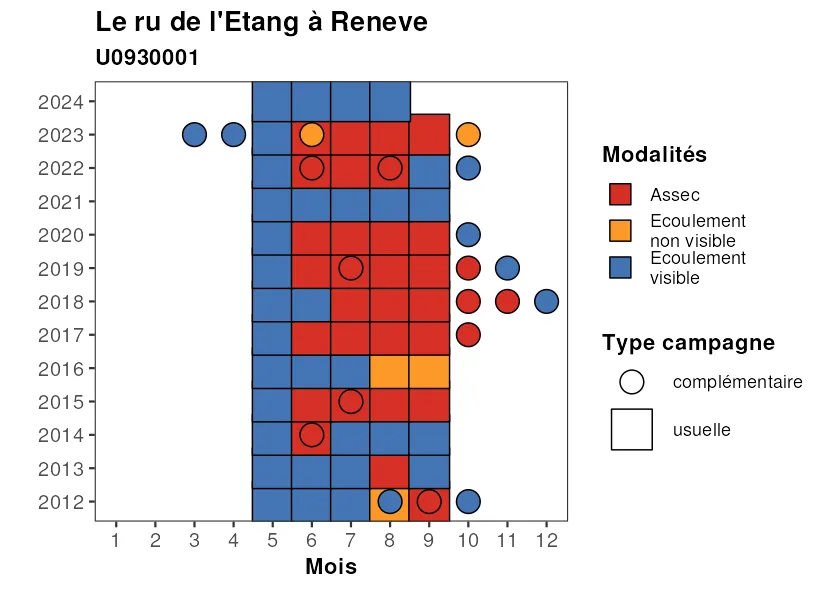 Le ru de l'Etang à Reneve
U0930001
2024
2023
2022
2021
2020
2019
2018
2017
2016
2015
2014
2013
2012
1 2 3 4 5 6 7 8 9 10 11 12
Mois
Modalités
Assec
Ecoulement
non visible
Ecoulement
visible
Type campagne
complémentaire
usuelle